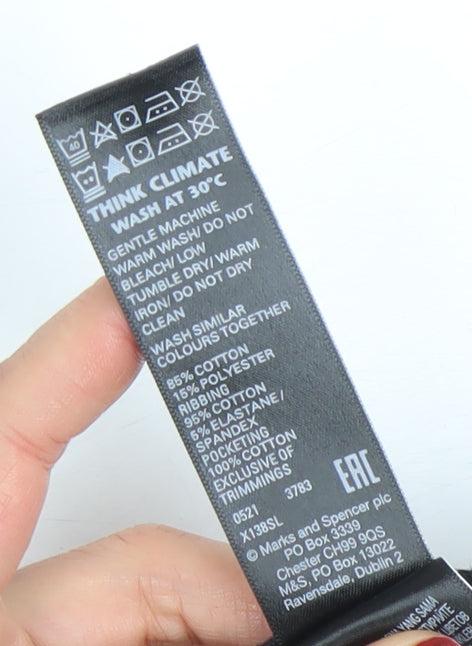 40
THINK CLIMATE
WASH AT 30°C
GENTLE MACHINE
WARM WASH/ DO NOT
BLEACH/ LOW
TUMBLE DRY/ WARM
IRON/ DO NOT DRY
CLEAN
WASH SIMILAR
COLOURS TOGETHER
85% COTTON
15% POLYESTER
RIBBING
95% COTTON
5% ELASTANE/
SPANDEX
POCKETING
100% COTTON
EXCLUSIVE OF
TRIMMINGS
0521 3783 EAC
X138SL
© Marks and Spencer plc
PO Box 3339
Chester CH99 9QS
M&S, PO Box 13022
Ravensdale, Dublin 2
YANG SAMA